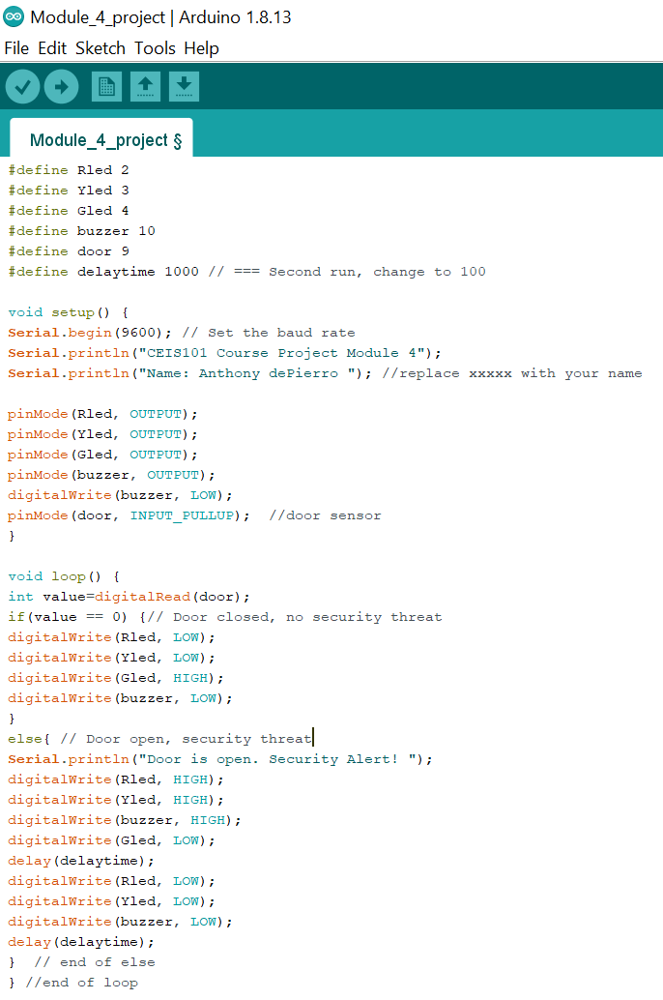 Module_4_project | Arduino 1.8.13
File Edit Sketch Tools Help
Module_4_project §
#define Rled 2
#define Yled 3
#define Gled 4
#define buzzer 10
#define door 9
#define delaytime 1000 // === Second run, change to 100
void setup() {
Serial.begin(9600); // Set the baud rate
Serial.println("CEIS101 Course Project Module 4");
Serial.println("Name: Anthony dePierro "); //replace xxxxx with your name
pinMode(Rled, OUTPUT);
pinMode(Yled, OUTPUT);
pinMode(Gled, OUTPUT);
pinMode(buzzer, OUTPUT);
digitalWrite(buzzer, LOW);
pinMode(door, INPUT_PULLUP);  //door sensor
}
void loop() {
int value=digitalRead(door);
if(value == 0) {// Door closed, no security threat
digitalWrite(Rled, LOW);
digitalWrite(Yled, LOW);
digitalWrite(Gled, HIGH);
digitalWrite(buzzer, LOW);
}
else{ // Door open, security threat
Serial.println("Door is open. Security Alert! ");
digitalWrite(Rled, HIGH);
digitalWrite(Yled, HIGH);
digitalWrite(buzzer, HIGH);
digitalWrite(Gled, LOW);
delay(delaytime);
digitalWrite(Rled, LOW);
digitalWrite(Yled, LOW);
digitalWrite(buzzer, LOW);
delay(delaytime);
}  // end of else
} //end of loop